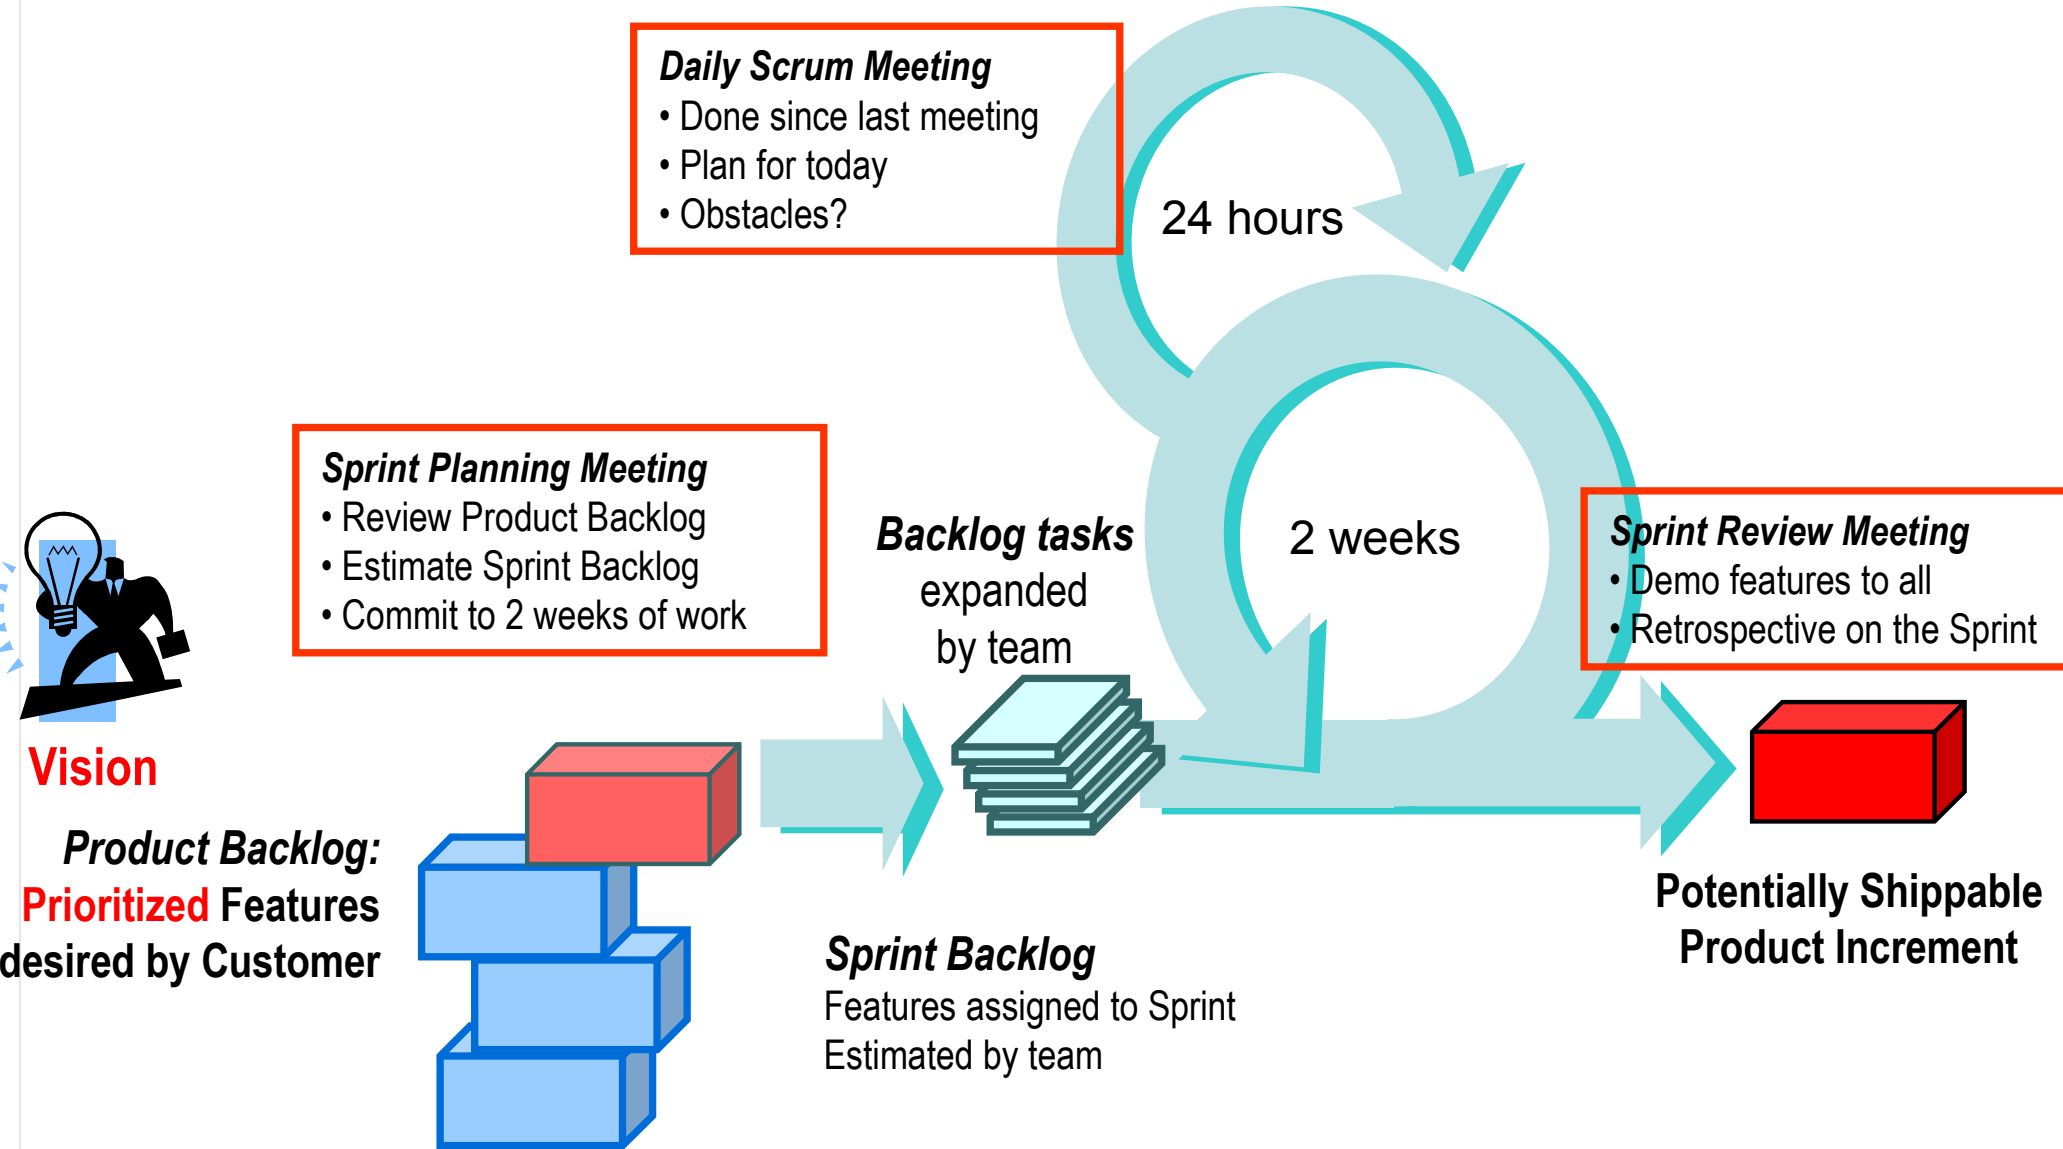 Daily Scrum Meeting
• Done since last meeting
• Plan for today
• Obstacles?
24 hours
Sprint Planning Meeting
• Review Product Backlog
• Estimate Sprint Backlog
• Commit to 2 weeks of work
Backlog tasks
expanded
by team
2 weeks
Sprint Review Meeting
• Demo features to all
• Retrospective on the Sprint
Vision
Product Backlog:
Prioritized Features
desired by Customer
Sprint Backlog
Features assigned to Sprint
Estimated by team
Potentially Shippable
Product Increment